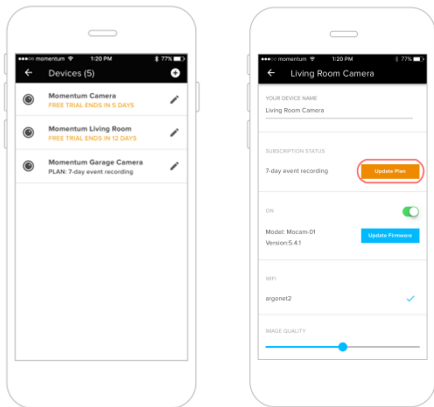 momentum 1:20 PM 77%
Devices (5)
Momentum Camera
FREE TRIAL ENDS IN 5 DAYS
Momentum Living Room
FREE TRIAL ENDS IN 12 DAYS
Momentum Garage Camera
PLAN: 7-day event recording
momentum 1:20 PM 77%
Living Room Camera
YOUR DEVICE NAME
Living Room Camera
SUBSCRIPTION STATUS
7-day event recording Update Plan
ON
Model: Mocam-01
Version:5.4.1 Update Firmware
WIFI
argonet2
IMAGE QUALITY